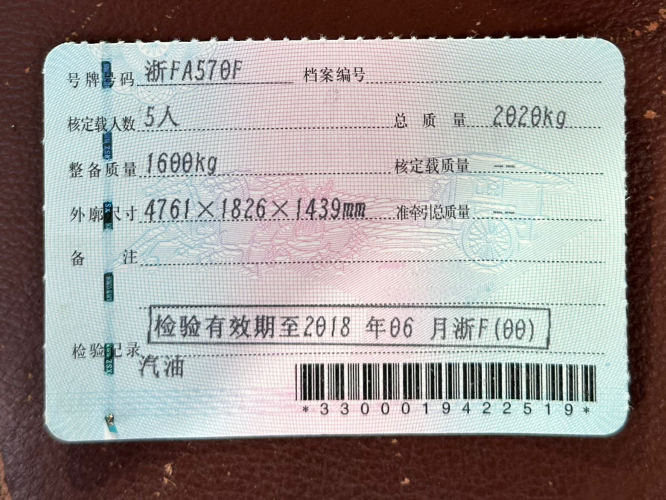 号牌号码 浙FA570F 档案编号
核定载人数 5人 总质量 2020kg
整备质量 1600kg 核定载质量 --
外廓尺寸 4761×1826×1439mm 准牵引总质量 --
备注
检验有效期至2018 年06 月浙F(00)
检验记录
汽油
*3300019422519*